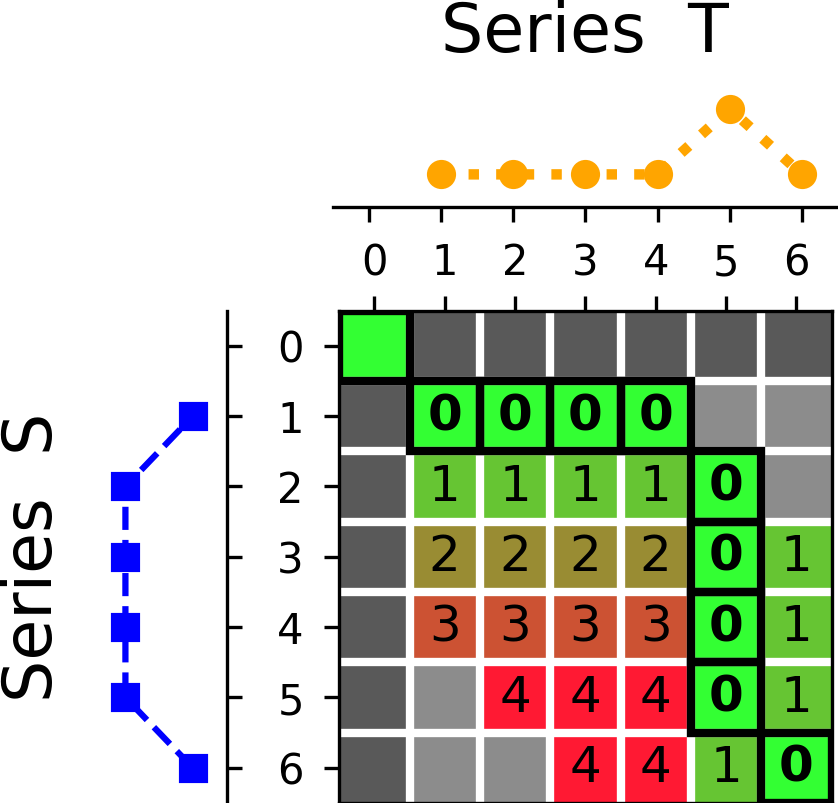 Series T
0 1 2 3 4 5 6
Series S
0
1 0 0 0 0
2 1 1 1 1 0
3 2 2 2 2 0 1
4 3 3 3 3 0 1
5 4 4 4 0 1
6 4 4 1 0